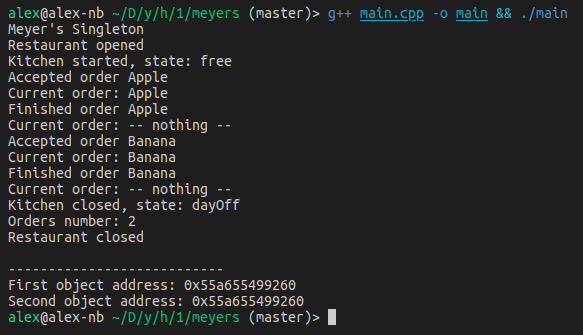 alex@alex-nb ~/D/y/h/1/meyers (master)> g++ main.cpp -o main && ./main
Meyer's Singleton
Restaurant opened
Kitchen started, state: free
Accepted order Apple
Current order: Apple
Finished order Apple
Current order: -- nothing --
Accepted order Banana
Current order: Banana
Finished order Banana
Current order: -- nothing --
Kitchen closed, state: dayOff
Orders number: 2
Restaurant closed

---------------------------
First object address: 0x55a655499260
Second object address: 0x55a655499260
alex@alex-nb ~/D/y/h/1/meyers (master)>